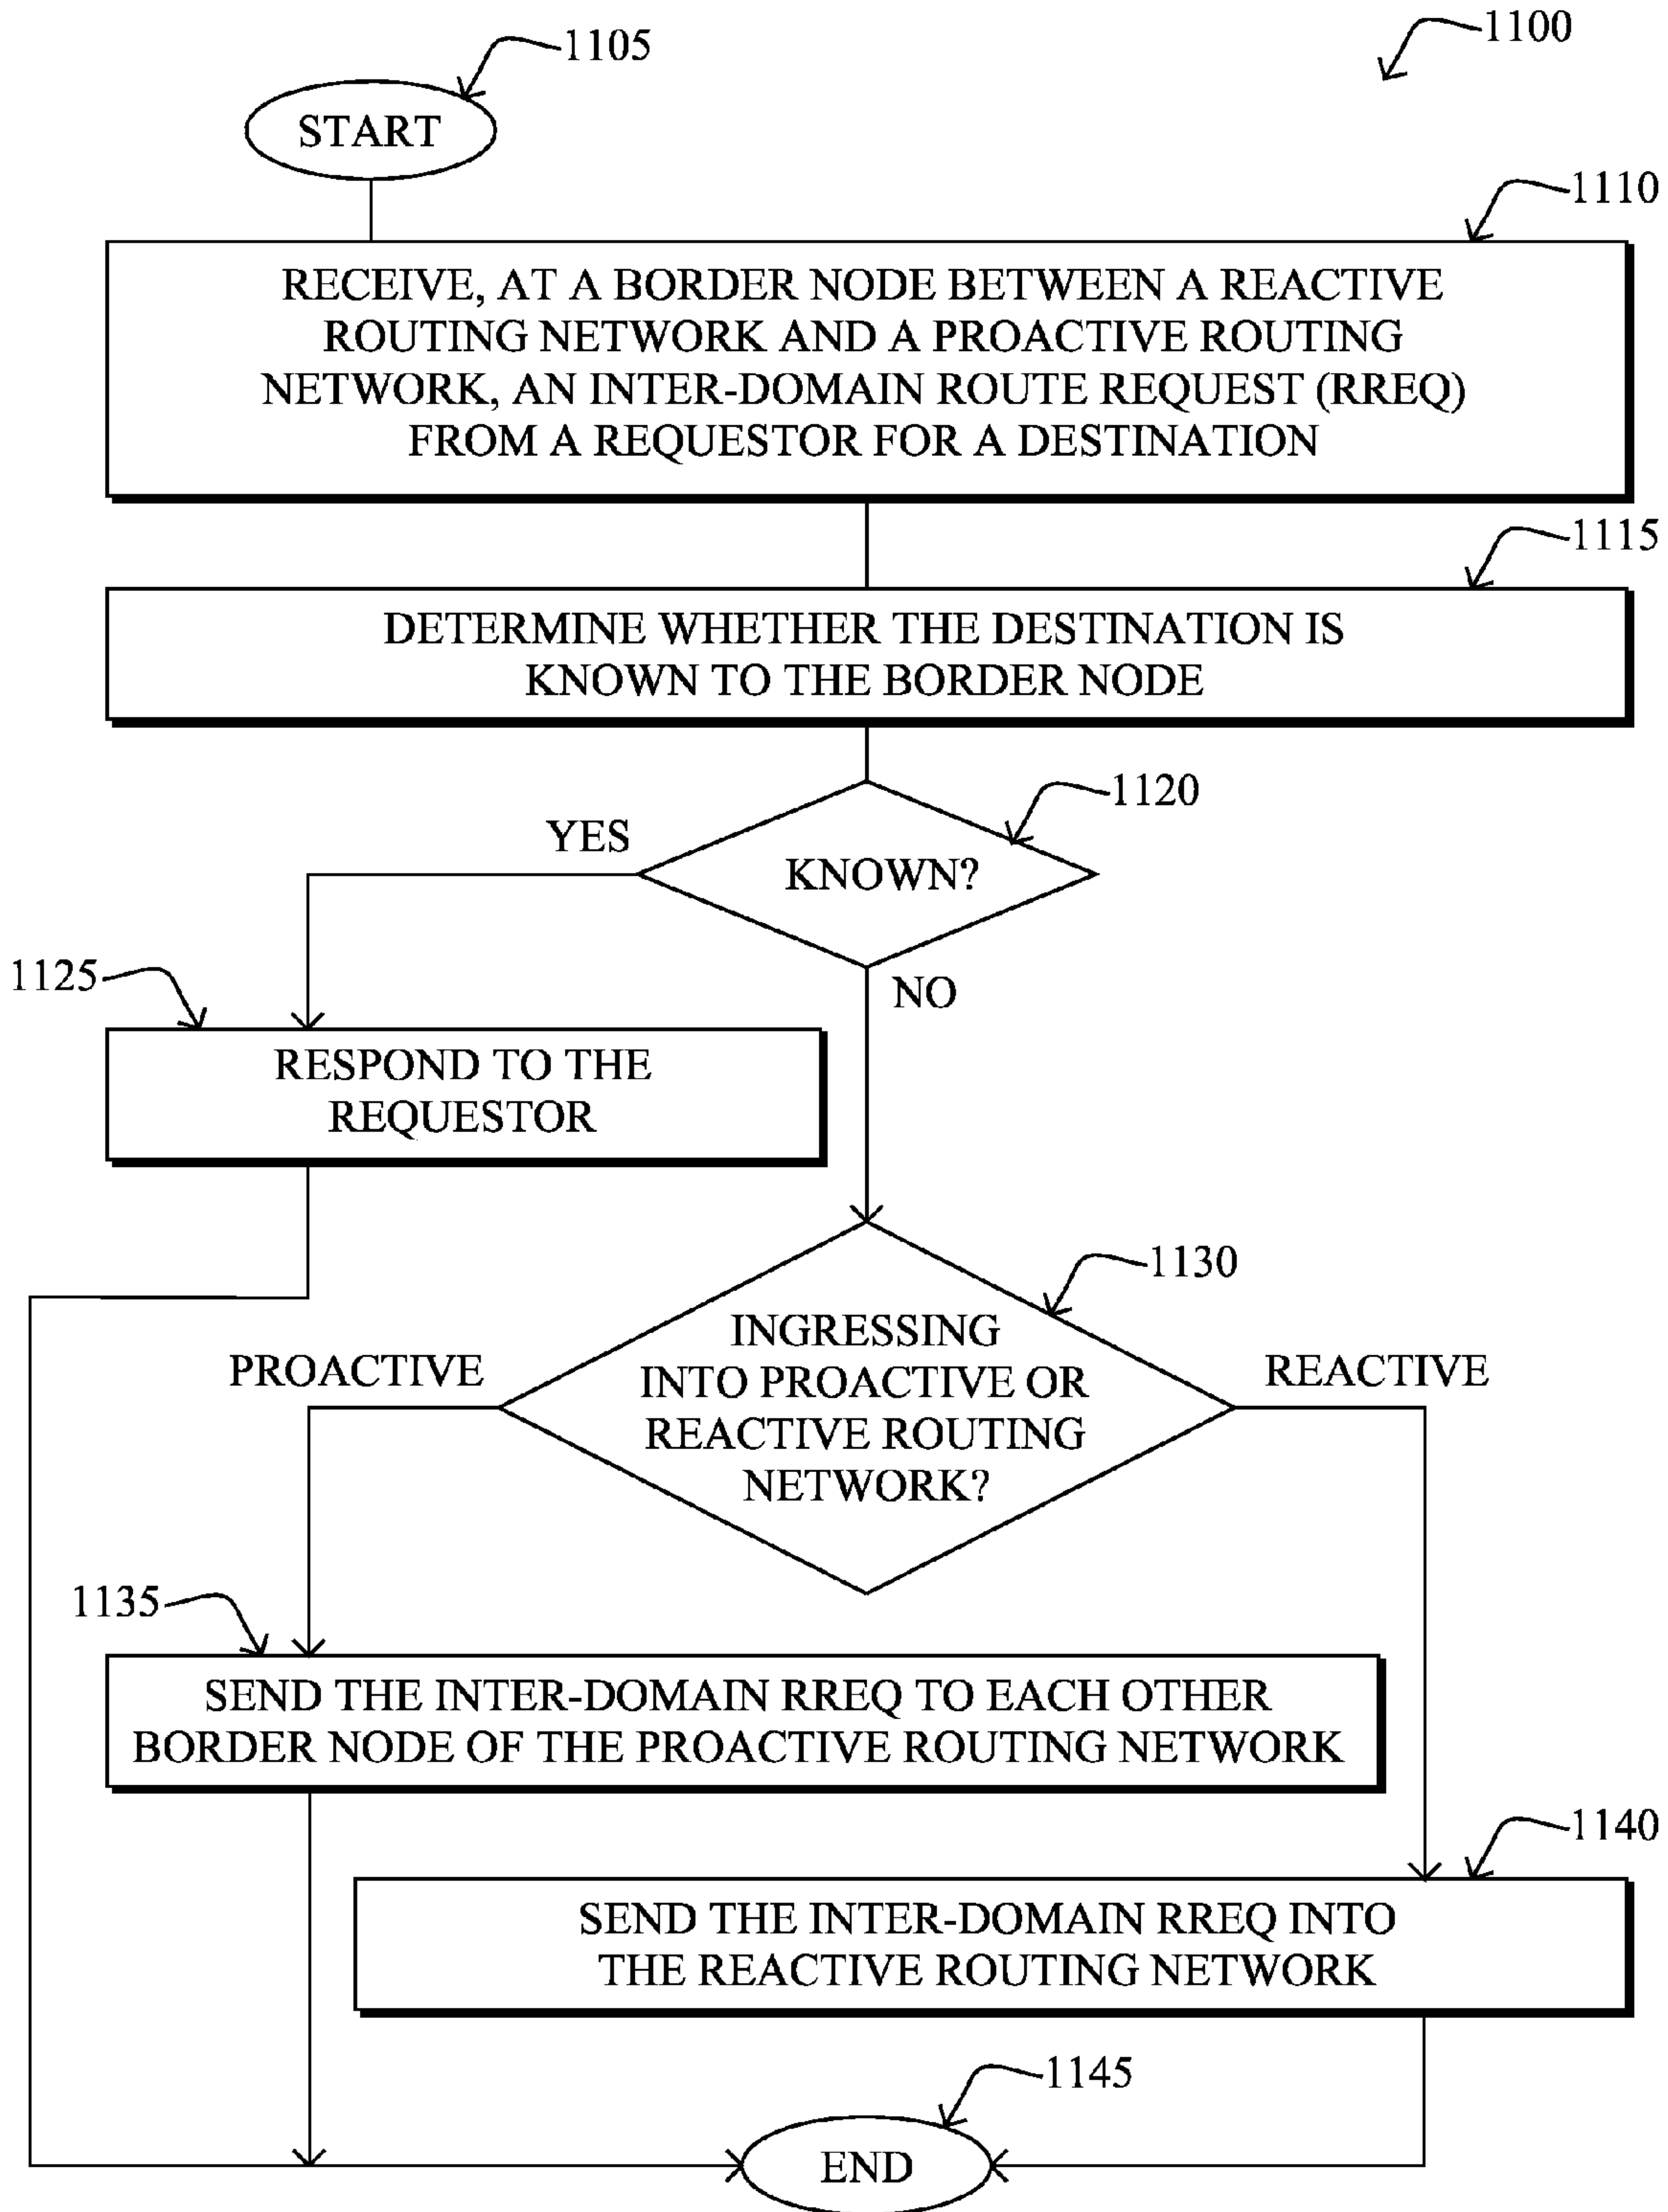 1100
1105
START
1110
RECEIVE, AT A BORDER NODE BETWEEN A REACTIVE
ROUTING NETWORK AND A PROACTIVE ROUTING
NETWORK, AN INTER-DOMAIN ROUTE REQUEST (RREQ)
FROM A REQUESTOR FOR A DESTINATION
1115
DETERMINE WHETHER THE DESTINATION IS
KNOWN TO THE BORDER NODE
1120
YES
KNOWN?
NO
1125
RESPOND TO THE
REQUESTOR
1130
INGRESSING
INTO PROACTIVE OR
REACTIVE ROUTING
NETWORK?
PROACTIVE
REACTIVE
1135
SEND THE INTER-DOMAIN RREQ TO EACH OTHER
BORDER NODE OF THE PROACTIVE ROUTING NETWORK
1140
SEND THE INTER-DOMAIN RREQ INTO
THE REACTIVE ROUTING NETWORK
1145
END